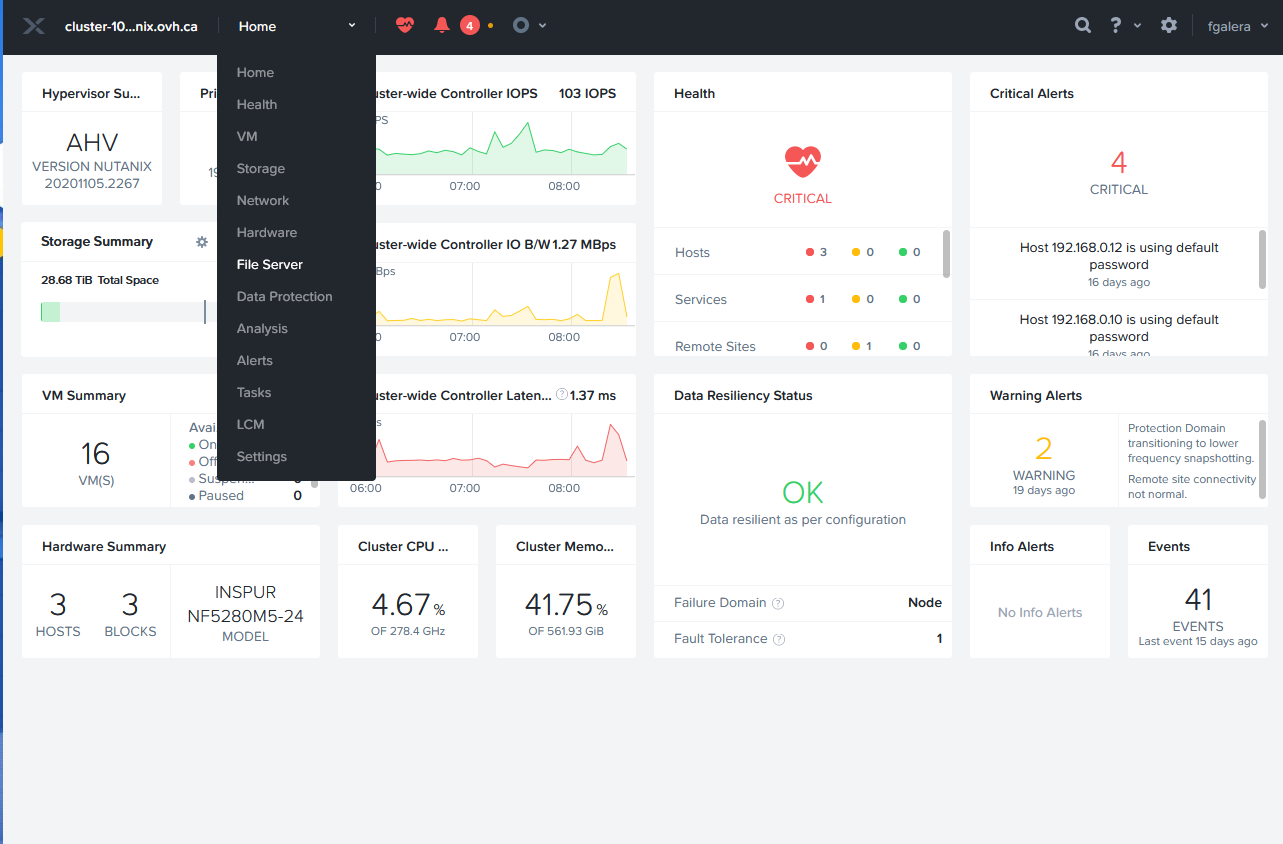 cluster-10...nix.ovh.ca
Home
4
?
fgalera
Home
Health
VM
Storage
Network
Hardware
File Server
Data Protection
Analysis
Alerts
Tasks
LCM
Settings
Hypervisor Su...
AHV
VERSION NUTANIX
20201105.2267
Pri
19
Storage Summary
28.68 TiB Total Space
VM Summary
16
VM(S)
Avai
On
Off
Suspen... 0
Paused 0
Hardware Summary
3
HOSTS
3
BLOCKS
INSPUR
NF5280M5-24
MODEL
uster-wide Controller IOPS 103 IOPS
PS
0 07:00 08:00
uster-wide Controller IO B/W 1.27 MBps
Bps
0 07:00 08:00
uster-wide Controller Laten... ? 1.37 ms
s
06:00 07:00 08:00
Cluster CPU ...
4.67 %
OF 278.4 GHz
Cluster Memo...
41.75 %
OF 561.93 GiB
Health
CRITICAL
Hosts 3 0 0
Services 1 0 0
Remote Sites 0 1 0
Data Resiliency Status
OK
Data resilient as per configuration
Failure Domain ? Node
Fault Tolerance ? 1
Critical Alerts
4
CRITICAL
Host 192.168.0.12 is using default
password
16 days ago
Host 192.168.0.10 is using default
password
16 days ago
Warning Alerts
2
WARNING
19 days ago
Protection Domain
transitioning to lower
frequency snapshotting.
Remote site connectivity
not normal.
Info Alerts
No Info Alerts
Events
41
EVENTS
Last event 15 days ago